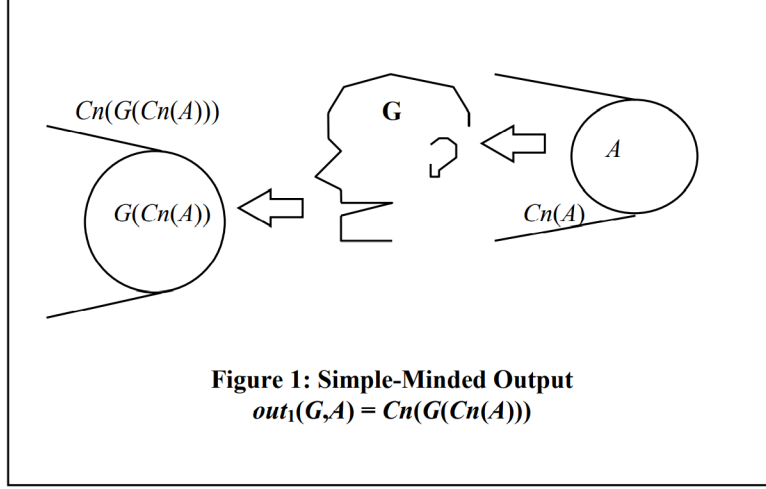 Cn(G(Cn(A)))
G
A
G(Cn(A))
Cn(A)
Figure 1: Simple-Minded Output
out₁(G,A) = Cn(G(Cn(A)))